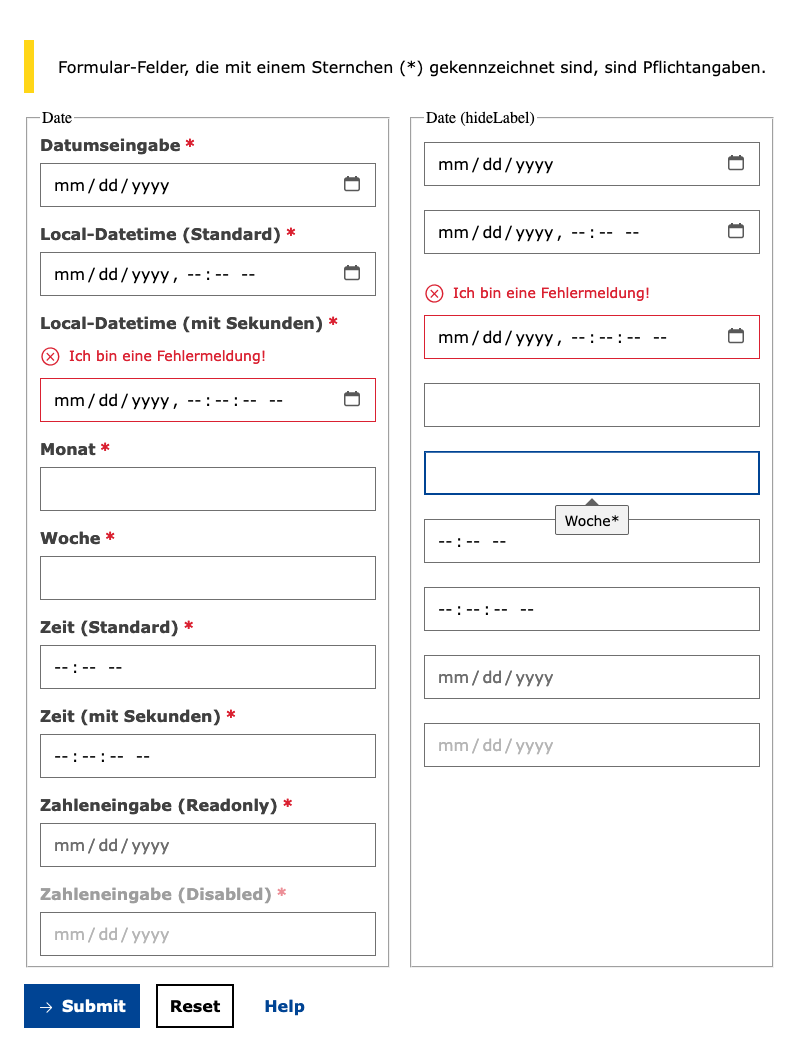 Formular-Felder, die mit einem Sternchen (*) gekennzeichnet sind, sind Pflichtangaben.
Date
Datumseingabe *
mm/dd/yyyy
Local-Datetime (Standard) *
mm/dd/yyyy, --:-- --
Local-Datetime (mit Sekunden) *
Ich bin eine Fehlermeldung!
mm/dd/yyyy, --:--:-- --
Monat *
Woche *
Zeit (Standard) *
--:-- --
Zeit (mit Sekunden) *
--:--:-- --
Zahleneingabe (Readonly) *
mm/dd/yyyy
Zahleneingabe (Disabled) *
mm/dd/yyyy
Date (hideLabel)
mm/dd/yyyy
mm/dd/yyyy, --:-- --
Ich bin eine Fehlermeldung!
mm/dd/yyyy, --:--:-- --
Woche*
--:-- --
--:--:-- --
mm/dd/yyyy
mm/dd/yyyy
→ Submit
Reset
Help